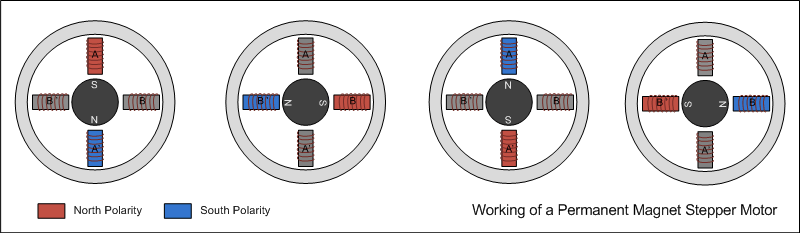 A
S
B' B
N
A'
A
B' N S B
A'
A
N
B' B
S
A'
A
B' S N B
A'
North Polarity South Polarity
Working of a Permanent Magnet Stepper Motor